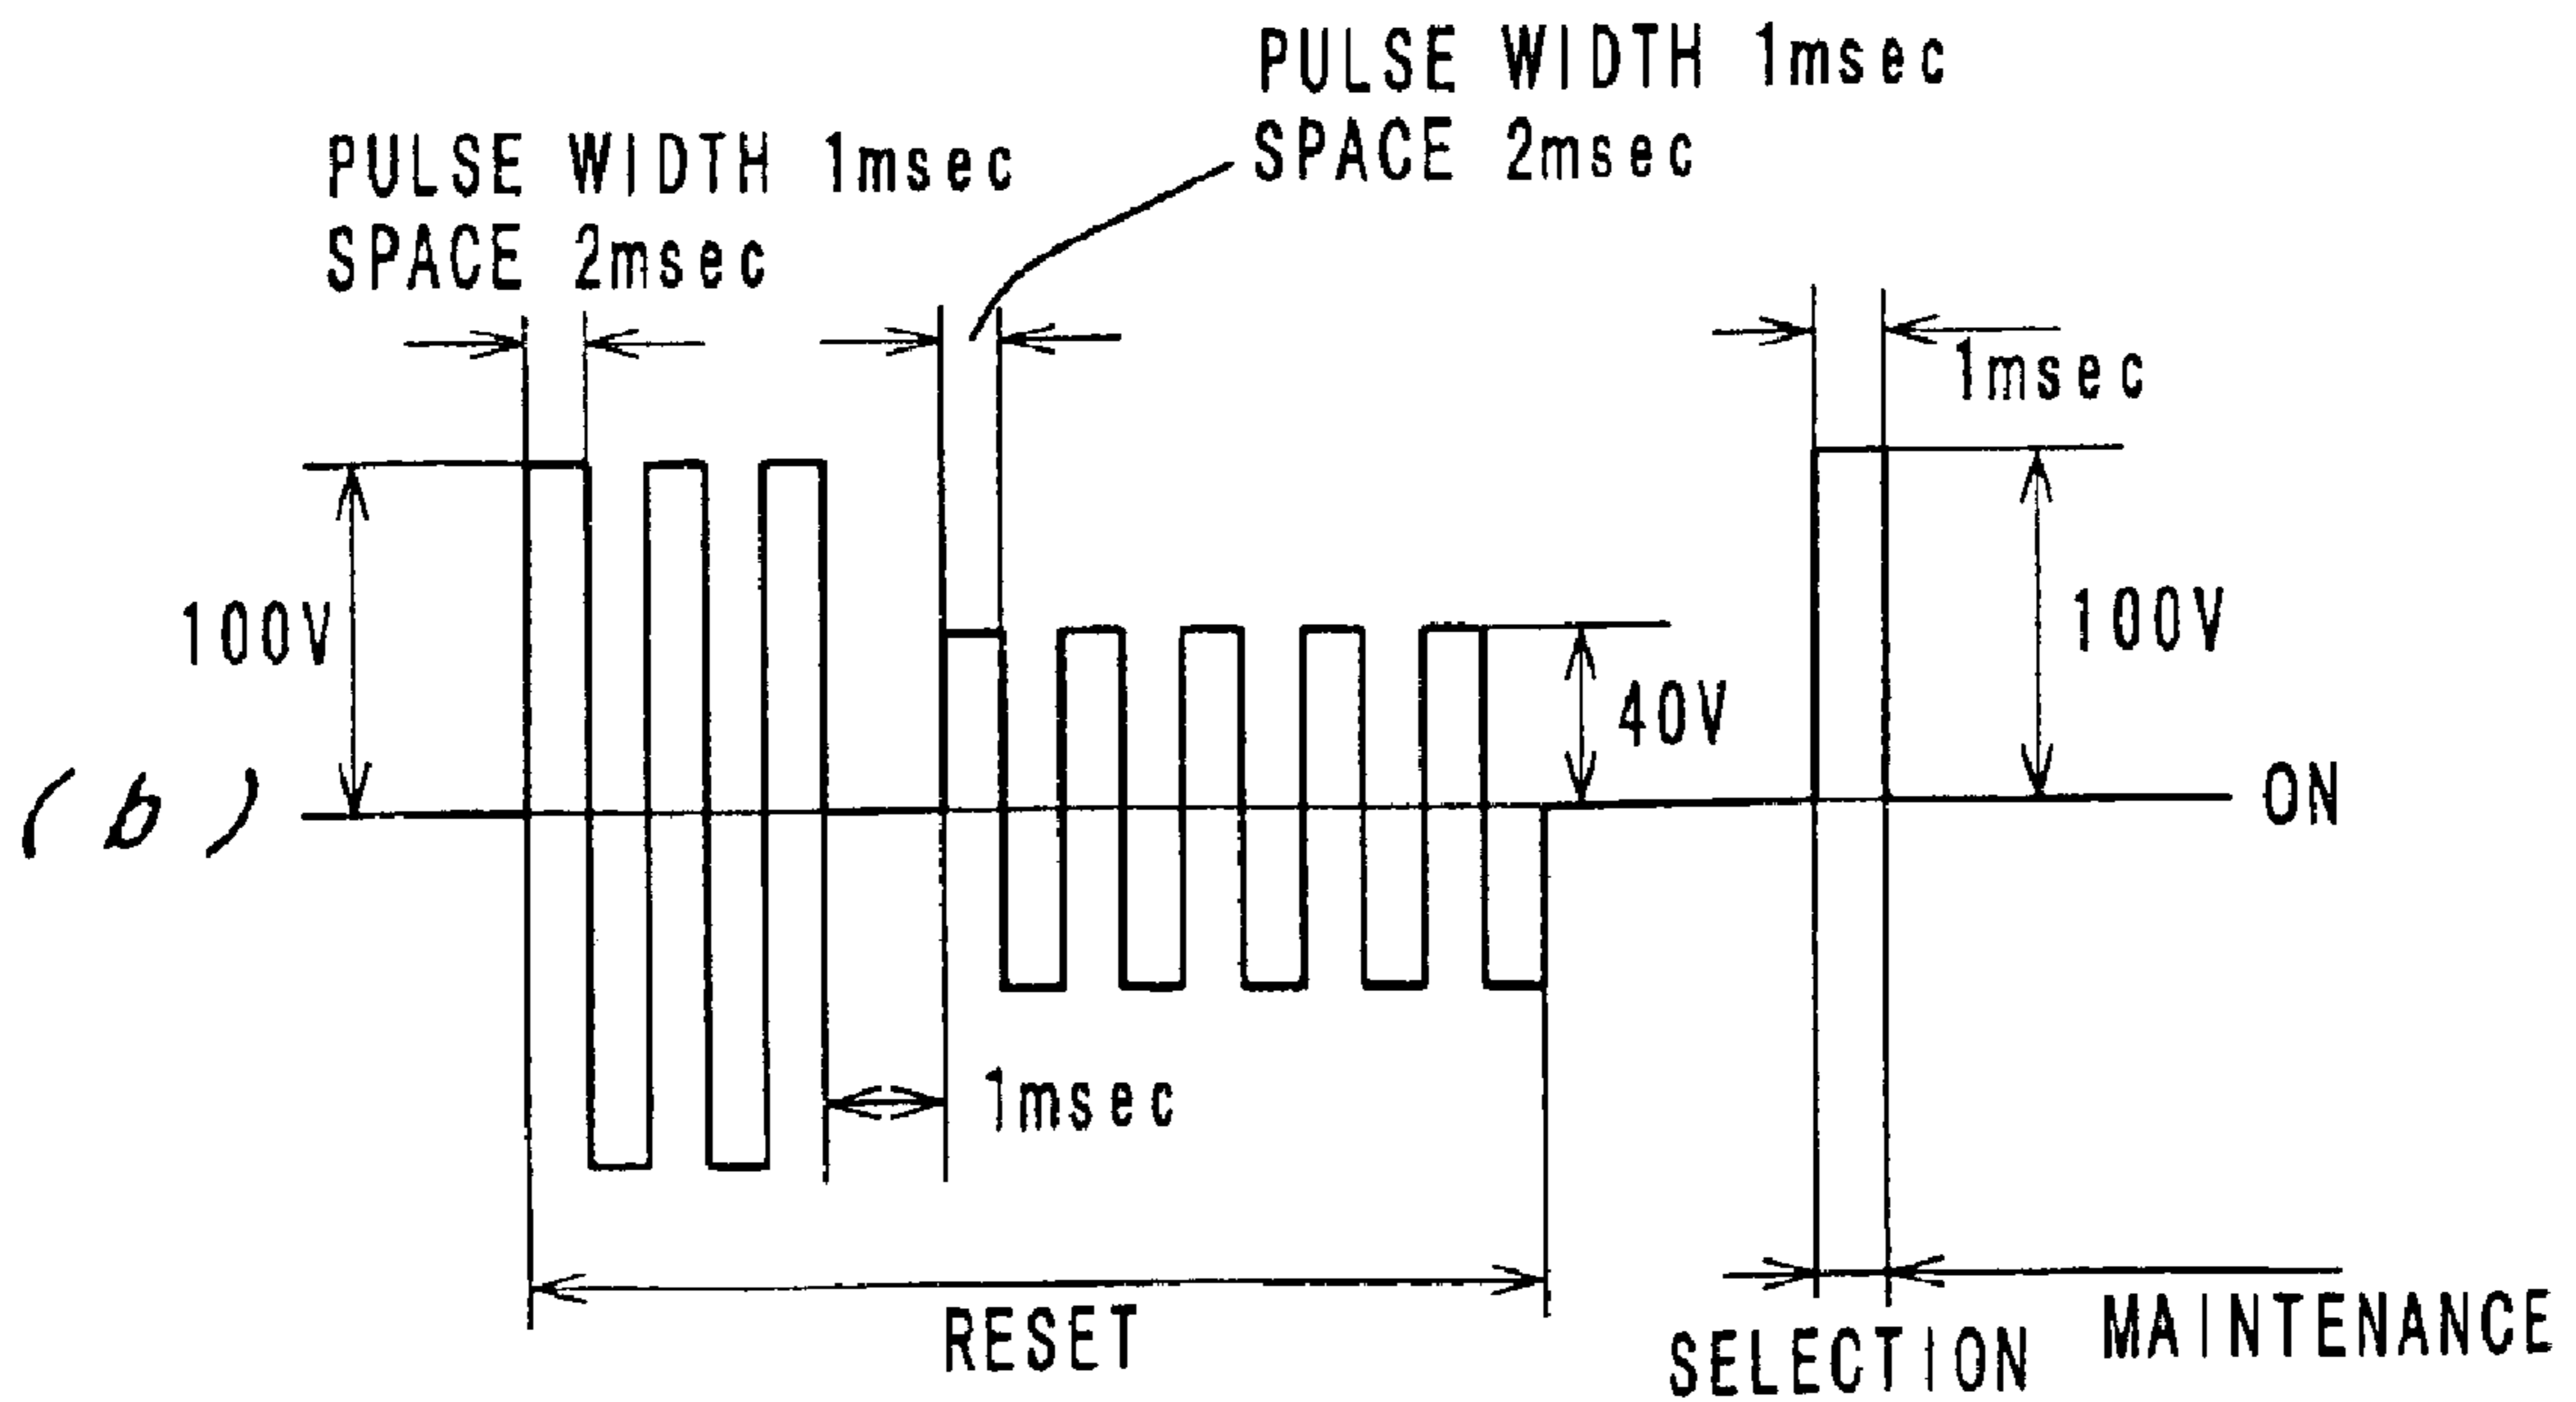 PULSE WIDTH 1msec
SPACE 2msec
PULSE WIDTH 1msec
SPACE 2msec
1msec
100V
100V
40V
(b)
ON
1msec
RESET
SELECTION
MAINTENANCE